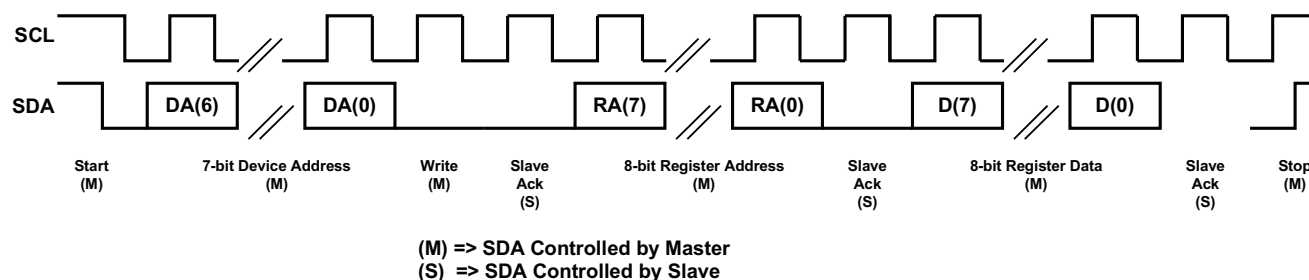 SCL
SDA
DA(6)
DA(0)
RA(7)
RA(0)
D(7)
D(0)
Start
(M)
7-bit Device Address
(M)
Write
(M)
Slave
Ack
(S)
8-bit Register Address
(M)
Slave
Ack
(S)
8-bit Register Data
(M)
Slave
Ack
(S)
Stop
(M)
(M) => SDA Controlled by Master
(S) => SDA Controlled by Slave